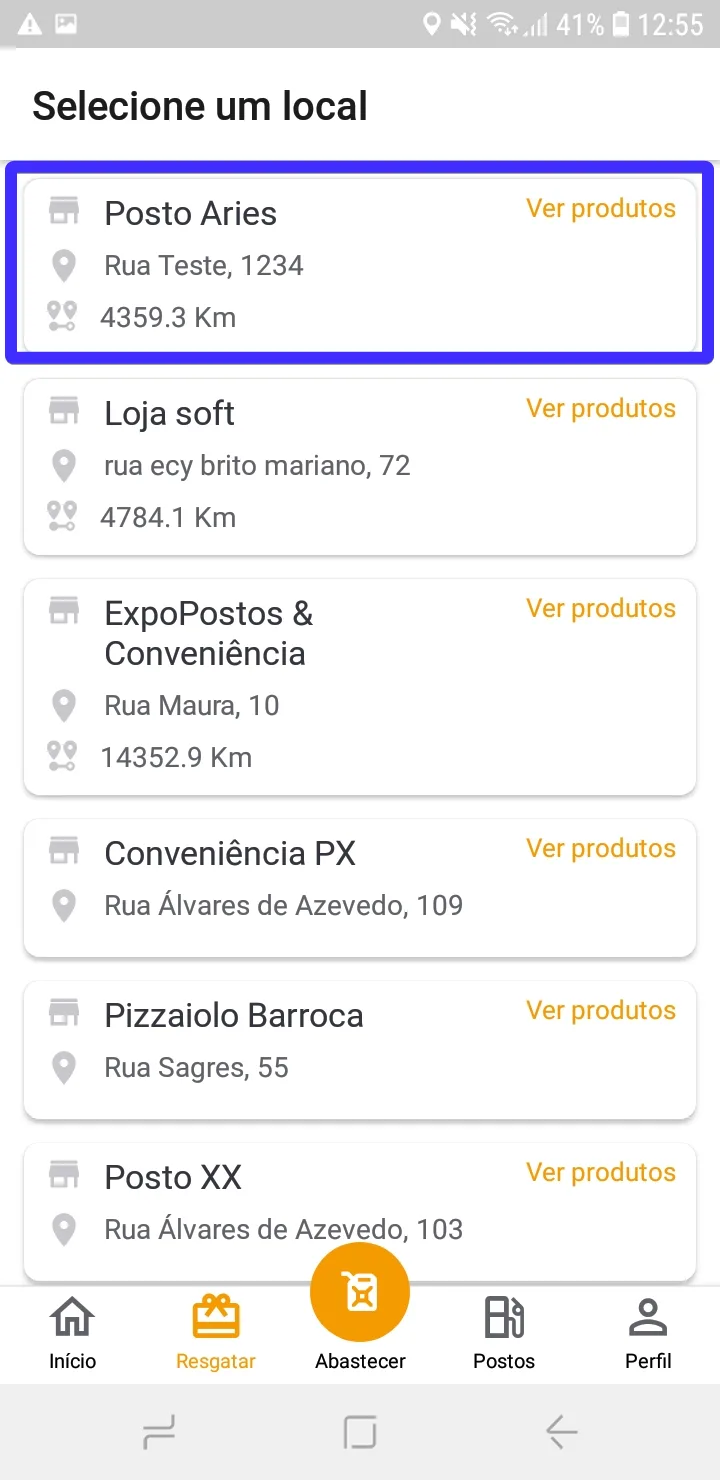 41% 12:55
Selecione um local
Posto Aries
Ver produtos
Rua Teste, 1234
4359.3 Km
Loja soft
Ver produtos
rua ecy brito mariano, 72
4784.1 Km
ExpoPostos &
Conveniência
Ver produtos
Rua Maura, 10
14352.9 Km
Conveniência PX
Ver produtos
Rua Álvares de Azevedo, 109
Pizzaiolo Barroca
Ver produtos
Rua Sagres, 55
Posto XX
Ver produtos
Rua Álvares de Azevedo, 103
Início
Resgatar
Abastecer
Postos
Perfil